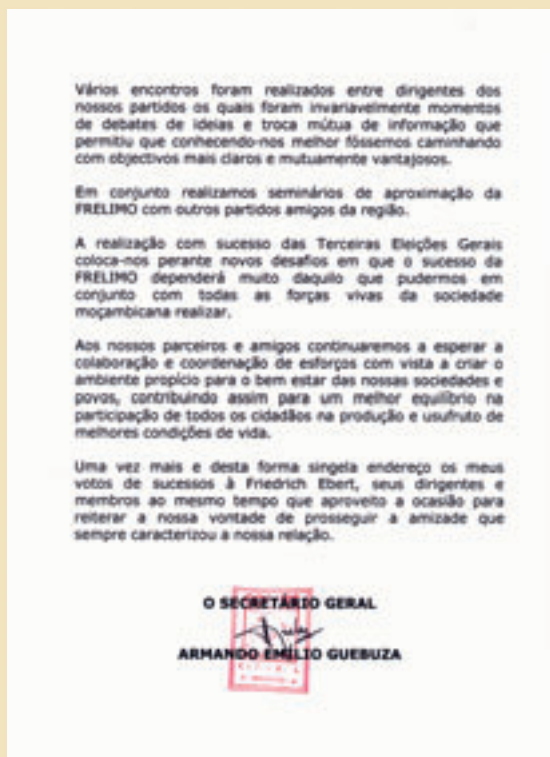 Vários encontros foram realizados entre dirigentes dos
nossos partidos os quais foram invariavelmente momentos
de debates de ideias e troca mútua de informação que
permitiu que conhecendo-nos melhor fôssemos caminhando
com objectivos mais claros e mutuamente vantajosos.
Em conjunto realizamos seminários de aproximação da
FRELIMO com outros partidos amigos da região.
A realização com sucesso das Terceiras Eleições Gerais
coloca-nos perante novos desafios em que o sucesso da
FRELIMO dependerá muito daquilo que pudermos em
conjunto com todas as forças vivas da sociedade
moçambicana realizar.
Aos nossos parceiros e amigos continuaremos a esperar a
colaboração e coordenação de esforços com vista a criar o
ambiente propício para o bem estar das nossas sociedades e
povos, contribuindo assim para um melhor equilíbrio na
participação de todos os cidadãos na produção e usufruto de
melhores condições de vida.
Uma vez mais e desta forma singela endereço os meus
votos de sucessos à Friedrich Ebert, seus dirigentes e
membros ao mesmo tempo que aproveito a ocasião para
reiterar a nossa vontade de prosseguir a amizade que
sempre caracterizou a nossa relação.
O SECRETÁRIO GERAL
ARMANDO EMÍLIO GUEBUZA